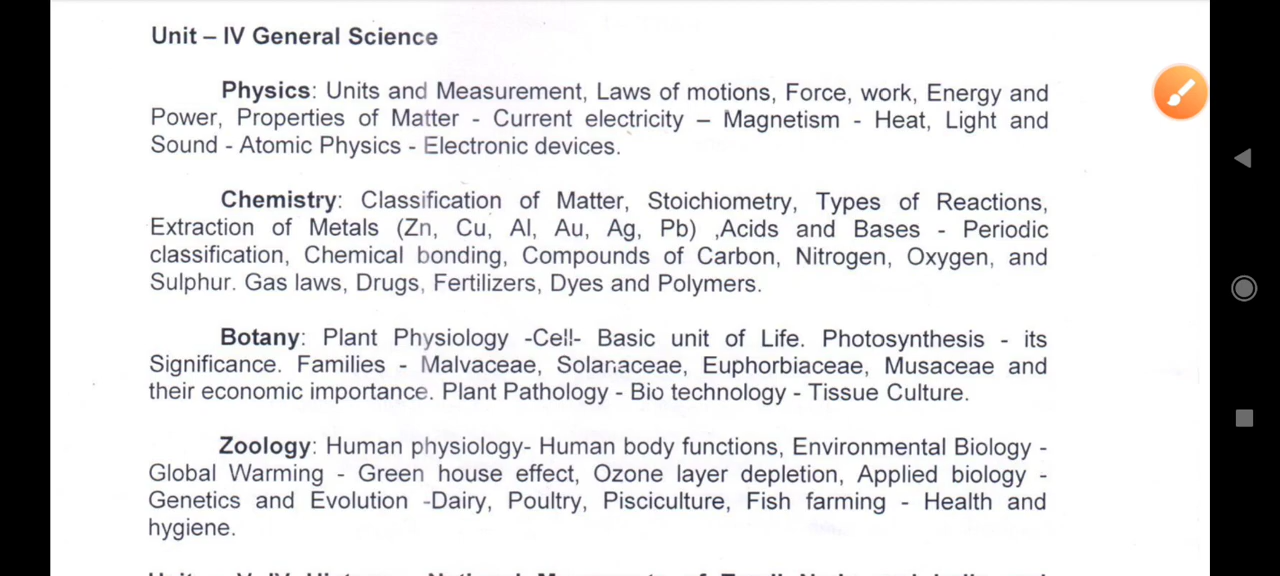 Unit – IV General Science
Physics: Units and Measurement, Laws of motions, Force, work, Energy and
Power, Properties of Matter - Current electricity – Magnetism - Heat, Light and
Sound - Atomic Physics - Electronic devices.
Chemistry: Classification of Matter, Stoichiometry, Types of Reactions,
Extraction of Metals (Zn, Cu, Al, Au, Ag, Pb) ,Acids and Bases - Periodic
classification, Chemical bonding, Compounds of Carbon, Nitrogen, Oxygen, and
Sulphur. Gas laws, Drugs, Fertilizers, Dyes and Polymers.
Botany: Plant Physiology -Cell- Basic unit of Life. Photosynthesis - its
Significance. Families - Malvaceae, Solanaceae, Euphorbiaceae, Musaceae and
their economic importance. Plant Pathology - Bio technology - Tissue Culture.
Zoology: Human physiology- Human body functions, Environmental Biology -
Global Warming - Green house effect, Ozone layer depletion, Applied biology -
Genetics and Evolution -Dairy, Poultry, Pisciculture, Fish farming - Health and
hygiene.